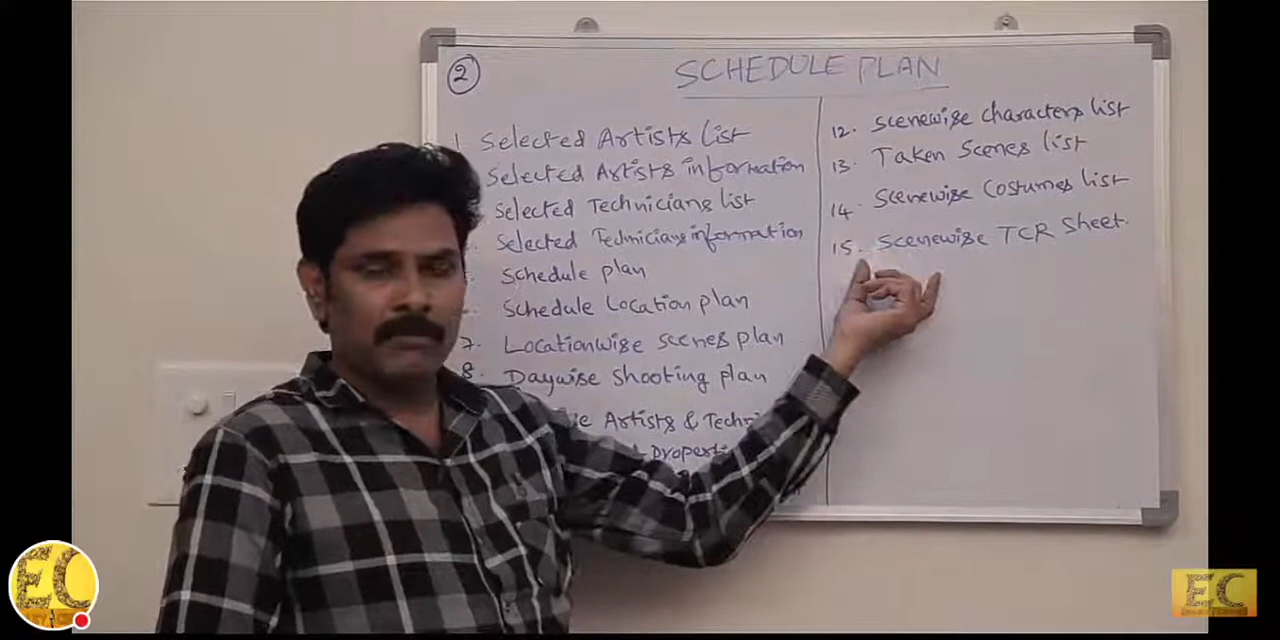 2
SCHEDULE PLAN
1. Selected Artists list
Selected Artists information
Selected Technicians list
Selected Technicians information
Schedule plan
Schedule Location plan
7. Locationwise scenes plan
8. Daywise shooting plan
Artists & Techni
properti
12. Scenewise characters list
13. Taken Scenes list
14. Scenewise Costumes list
15. Scenewise TCR Sheet.
EC
EC